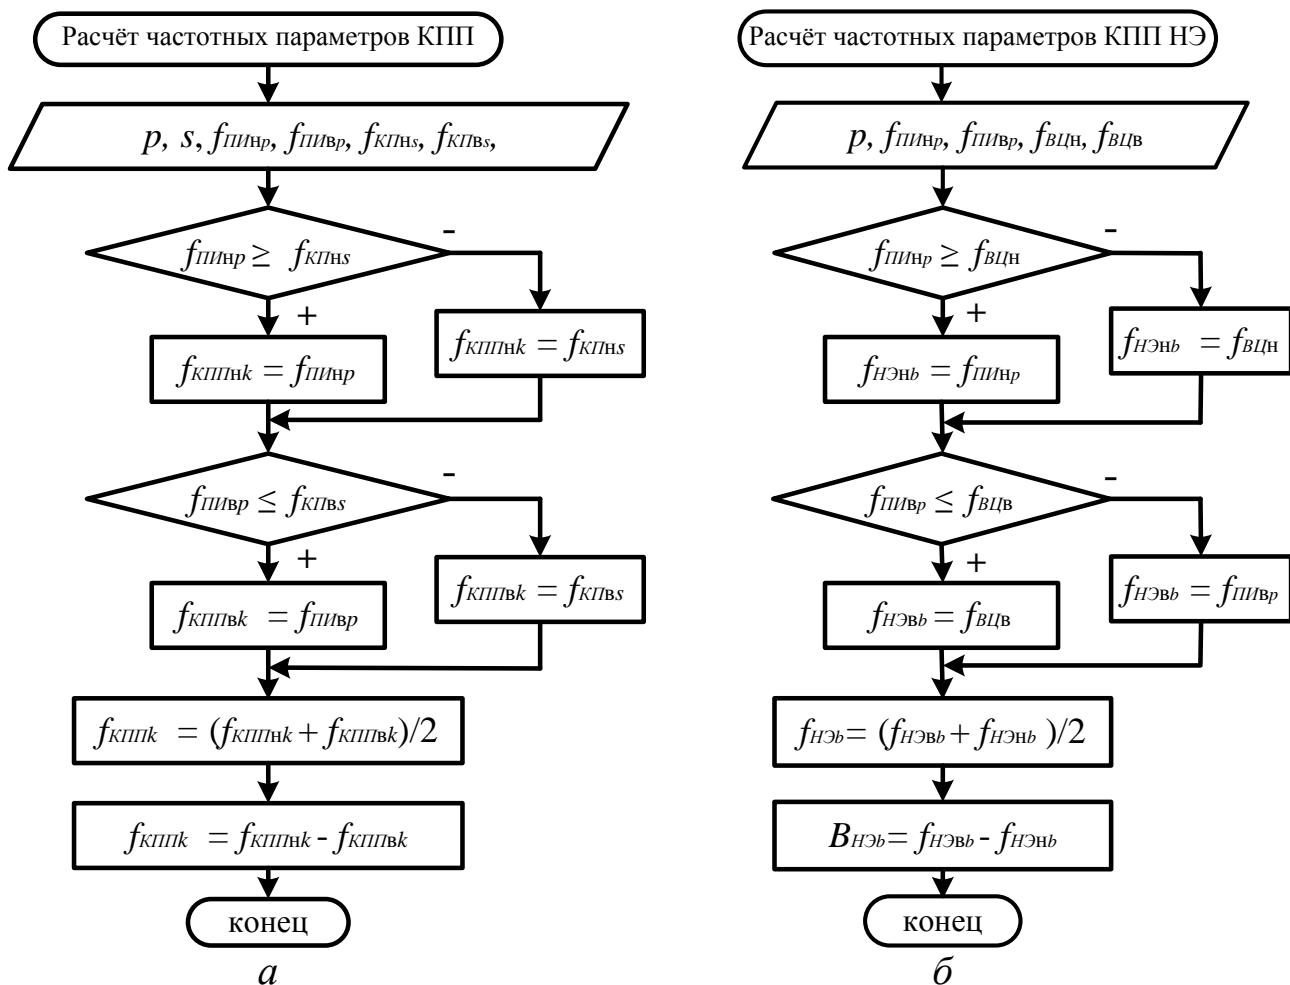 Расчёт частотных параметров КПП
p, s, fПИнp, fПИвp, fКПнs, fКПвs,
fПИнp ≥ fКПнs
-
+
fКППнk = fПИнp
fКППнk = fКПнs
fПИвp ≤ fКПвs
-
+
fКППвk = fПИвp
fКППвk = fКПвs
fКППk = (fКППнk + fКППвk)/2
fКППk = fКППнk - fКППвk
конец
а
Расчёт частотных параметров КПП НЭ
p, fПИнp, fПИвp, fВЦн, fВЦв
fПИнp ≥ fВЦн
-
+
fНЭнb = fПИнp
fНЭнb = fВЦн
fПИвp ≤ fВЦв
-
+
fНЭвb = fВЦв
fНЭвb = fПИвp
fНЭb = (fНЭвb + fНЭнb )/2
BНЭb = fНЭвb - fНЭнb
конец
б